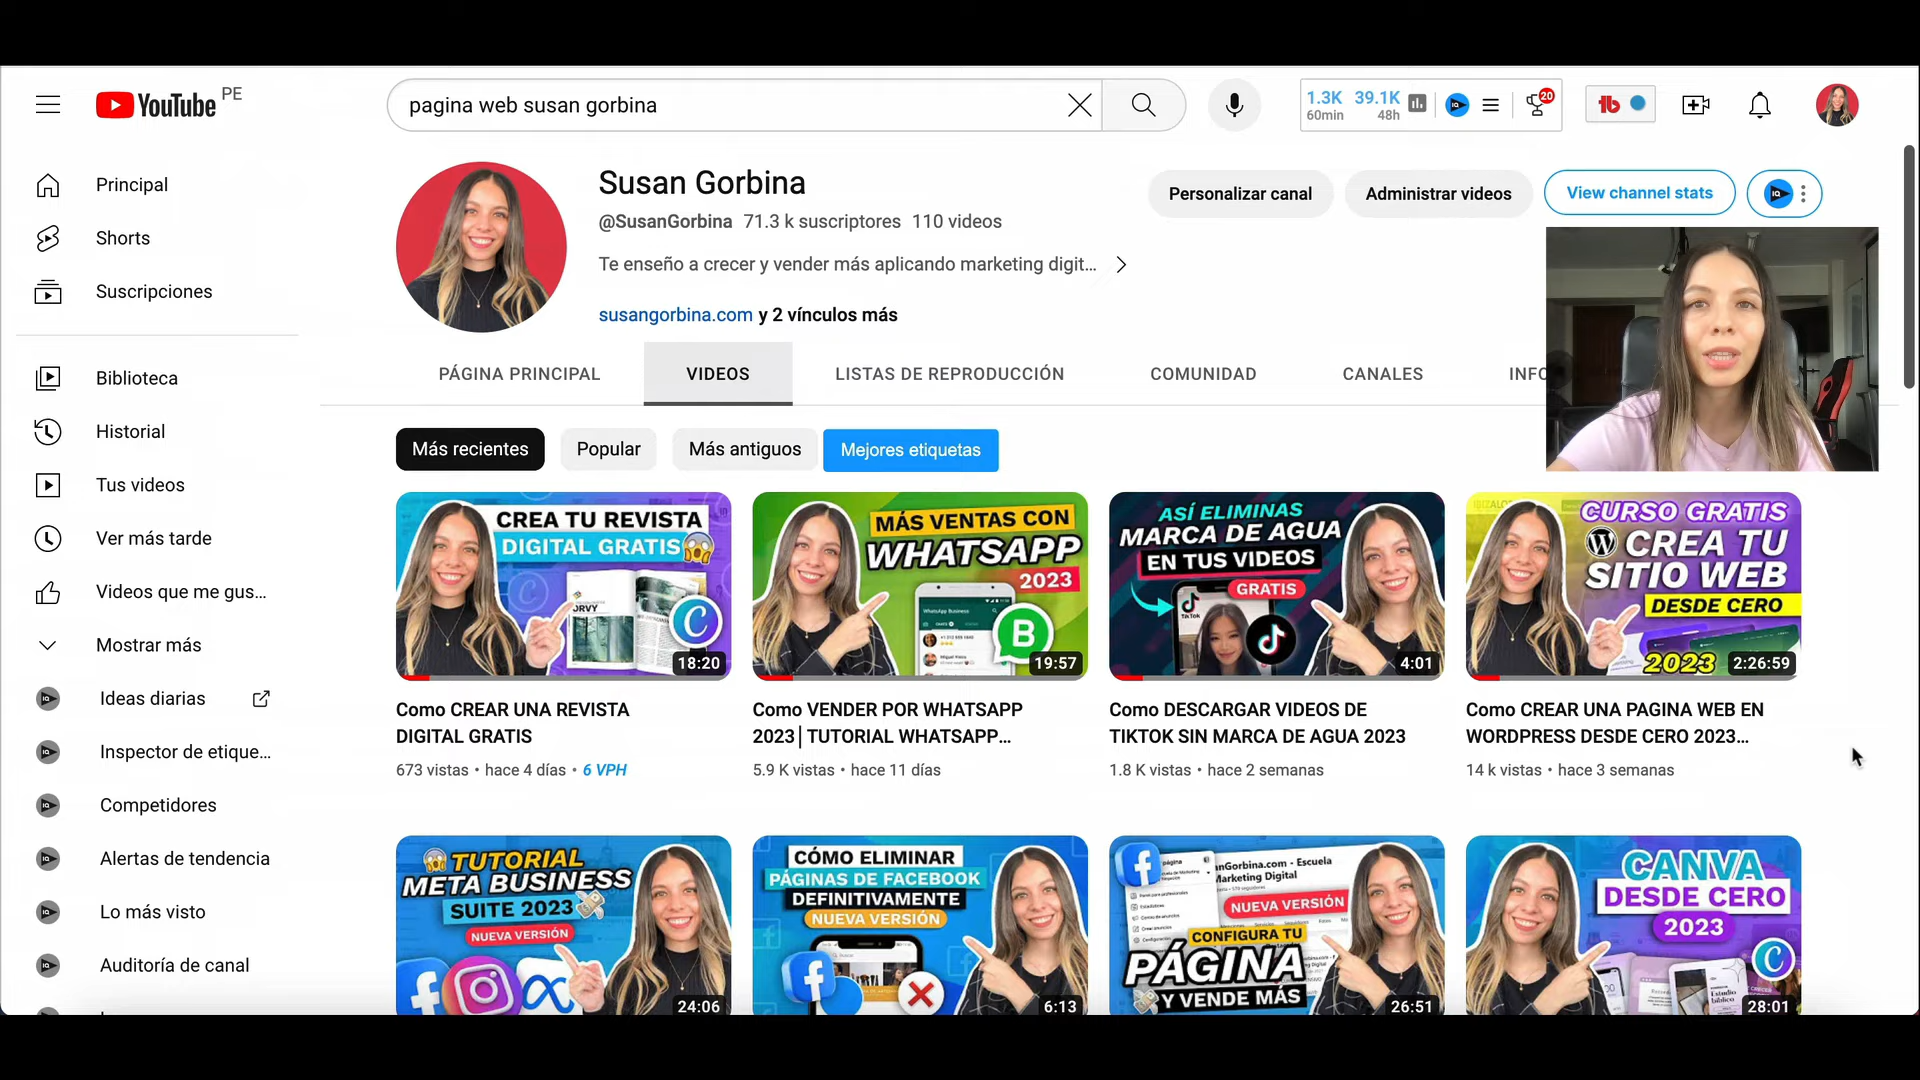 YouTube PE
pagina web susan gorbina
1.3K 39.1K
60min 48h
20
Principal
Shorts
Suscripciones
Biblioteca
Historial
Tus videos
Ver más tarde
Videos que me gus...
Mostrar más
Ideas diarias
Inspector de etique...
Competidores
Alertas de tendencia
Lo más visto
Auditoría de canal
Susan Gorbina
@SusanGorbina 71.3 k suscriptores 110 videos
Te enseño a crecer y vender más aplicando marketing digit...
susangorbina.com y 2 vínculos más
Personalizar canal
Administrar videos
View channel stats
PÁGINA PRINCIPAL
VIDEOS
LISTAS DE REPRODUCCIÓN
COMUNIDAD
CANALES
INFO
Más recientes
Popular
Más antiguos
Mejores etiquetas
CREA TU REVISTA
DIGITAL GRATIS
ORVY
18:20
MÁS VENTAS CON
WHATSAPP
2023
WhatsApp Business
19:57
ASÍ ELIMINAS
MARCA DE AGUA
EN TUS VIDEOS
GRATIS
TikTok
4:01
CURSO GRATIS
CREA TU
SITIO WEB
DESDE CERO
2023
2:26:59
Como CREAR UNA REVISTA
DIGITAL GRATIS
673 vistas • hace 4 días • 6 VPH
Como VENDER POR WHATSAPP
2023│TUTORIAL WHATSAPP...
5.9 K vistas • hace 11 días
Como DESCARGAR VIDEOS DE
TIKTOK SIN MARCA DE AGUA 2023
1.8 K vistas • hace 2 semanas
Como CREAR UNA PAGINA WEB EN
WORDPRESS DESDE CERO 2023...
14 k vistas • hace 3 semanas
TUTORIAL
META BUSINESS
SUITE 2023
NUEVA VERSIÓN
24:06
CÓMO ELIMINAR
PÁGINAS DE FACEBOOK
DEFINITIVAMENTE
NUEVA VERSIÓN
6:13
nGorbina.com - Escuela
Marketing Digital
NUEVA VERSIÓN
CONFIGURA TU
PÁGINA
Y VENDE MÁS
26:51
CANVA
DESDE CERO
2023
28:01